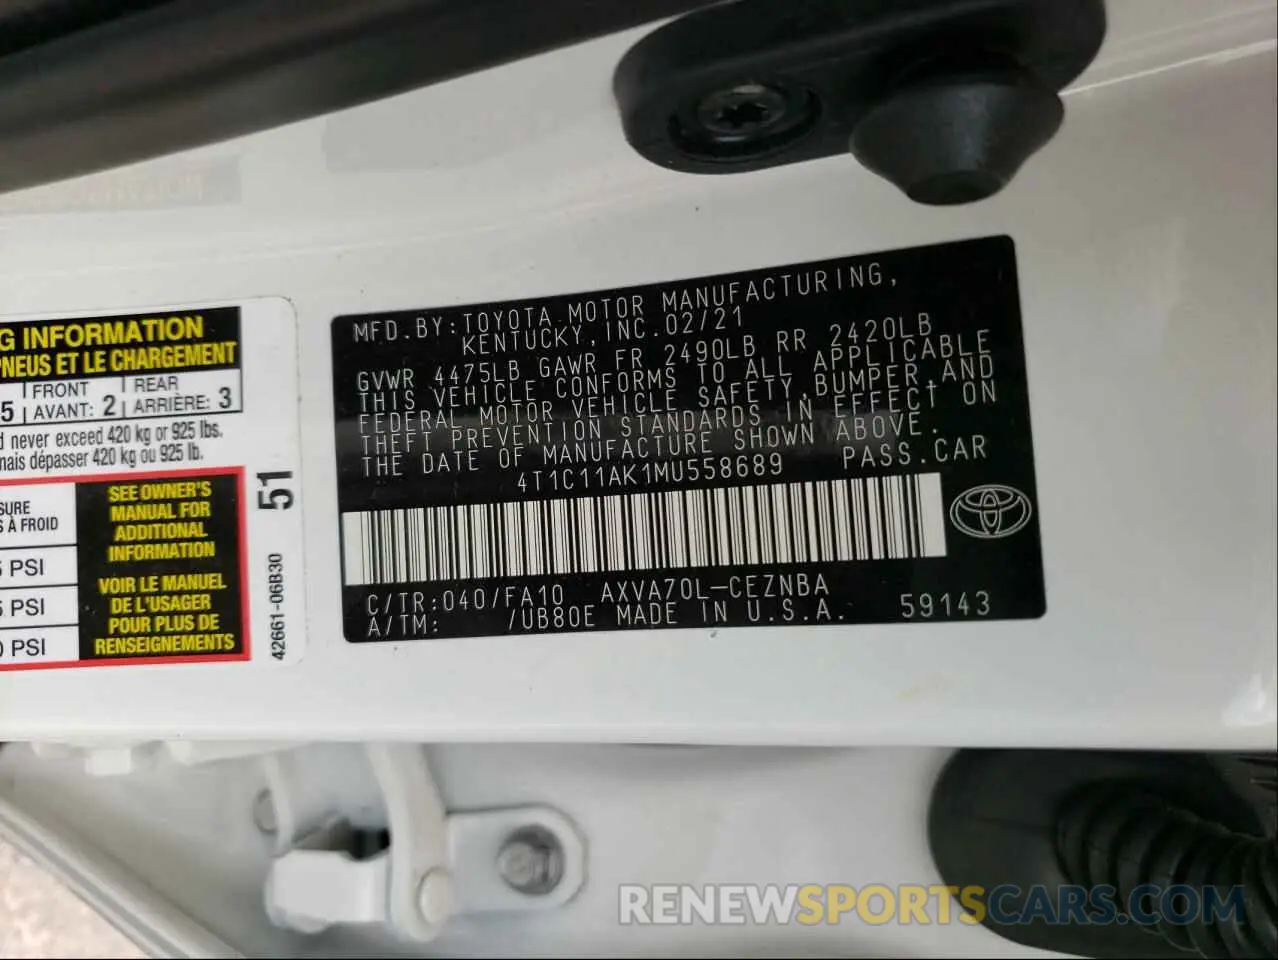 G INFORMATION
PNEUS ET LE CHARGEMENT
5 FRONT REAR
AVANT: 2 ARRIÈRE: 3
d never exceed 420 kg or 925 lbs.
mais dépasser 420 kg ou 925 lb.
SURE
S À FROID
PSI
PSI
0 PSI
SEE OWNER'S
MANUAL FOR
ADDITIONAL
INFORMATION
VOIR LE MANUEL
DE L'USAGER
POUR PLUS DE
RENSEIGNEMENTS
51
42661-06B30
MFD.BY:TOYOTA MOTOR MANUFACTURING,
KENTUCKY,INC.02/21
GVWR 4475LB GAWR FR 2490LB RR 2420LB
THIS VEHICLE CONFORMS TO ALL APPLICABLE
FEDERAL MOTOR VEHICLE SAFETY,BUMPER,AND
THEFT PREVENTION STANDARDS IN EFFECT ON
THE DATE OF MANUFACTURE SHOWN ABOVE.
4T1C11AK1MU558689 PASS.CAR
C/TR:040/FA10 AXVA70L-CEZNBA
A/TM: /UB80E MADE IN U.S.A. 59143
RENEWSPORTSCARS.COM